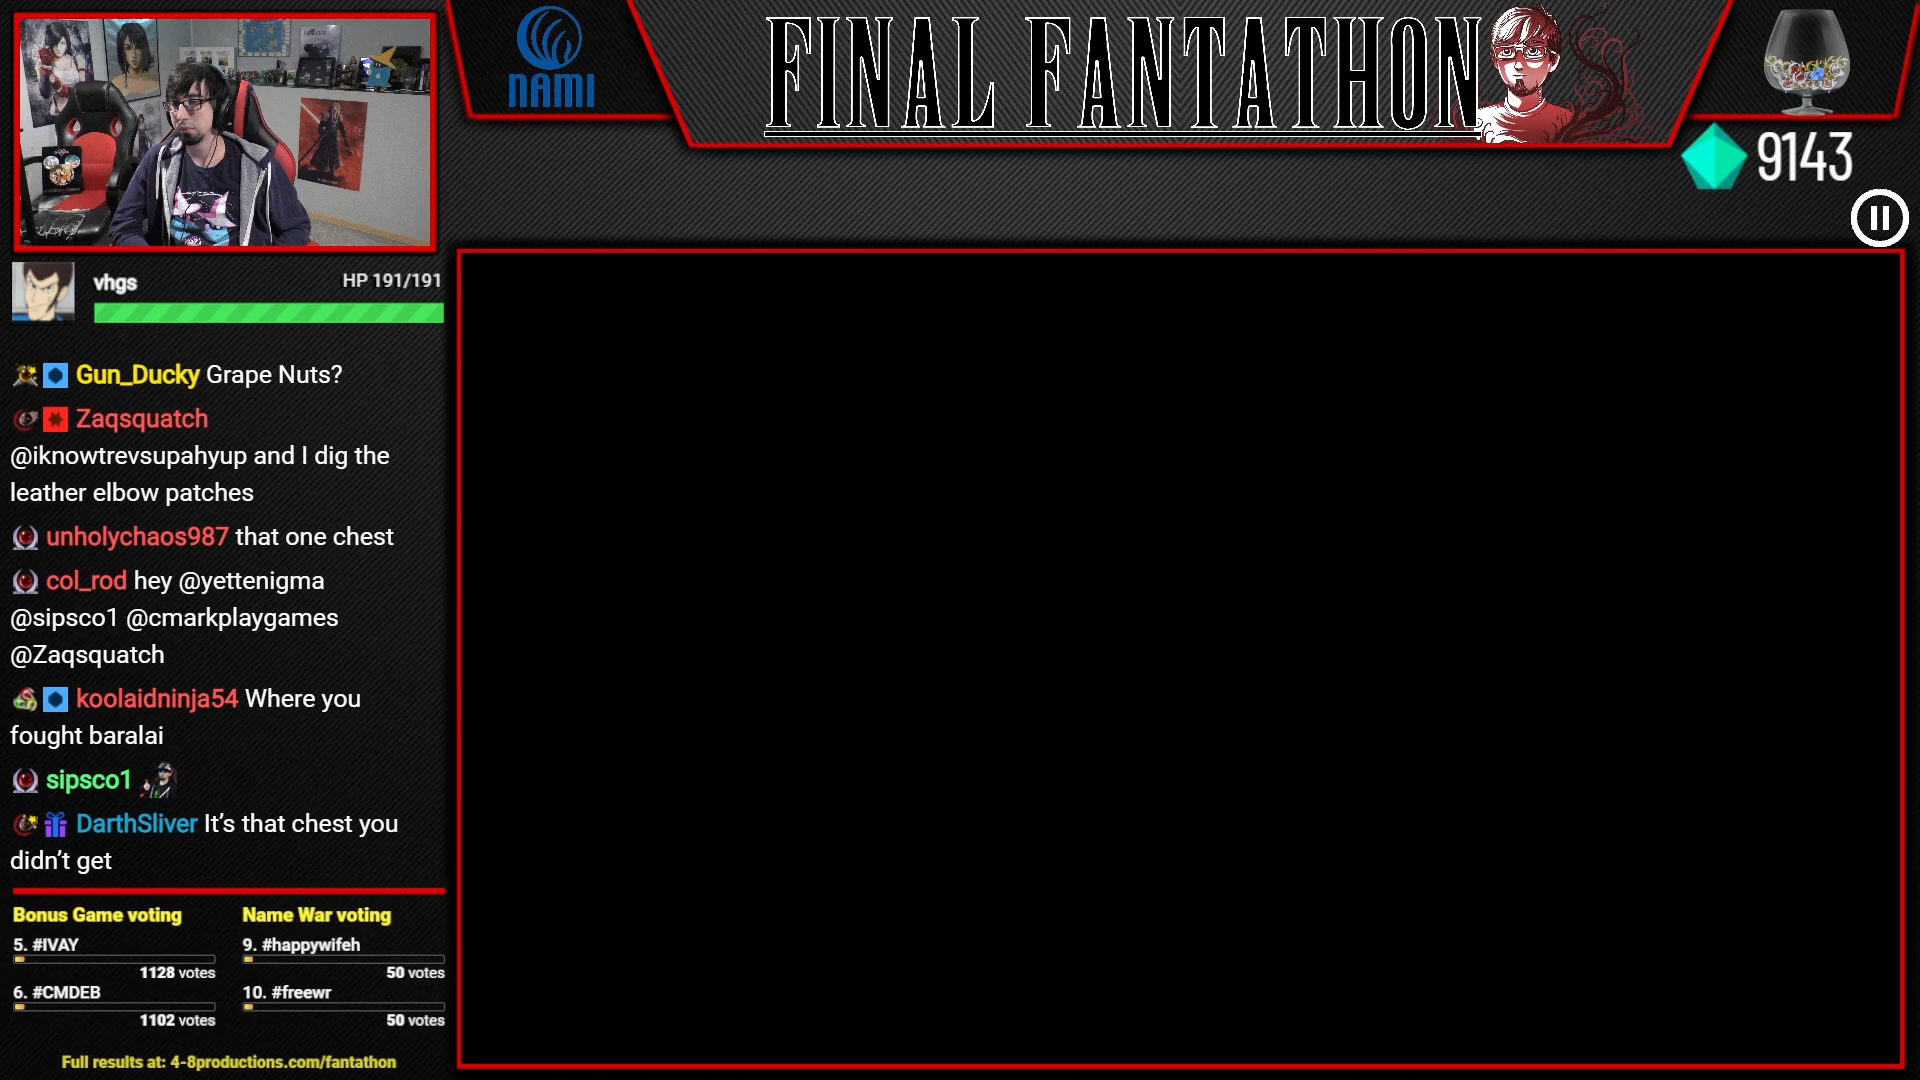 NAMI
FINAL FANTATHON
9143
vhgs
HP 191/191
Gun_Ducky Grape Nuts?
Zaqsquatch
@iknowtrevsupahyup and I dig the
leather elbow patches
unholychaos987 that one chest
col_rod hey @yettenigma
@sipsco1 @cmarkplaygames
@Zaqsquatch
koolaidninja54 Where you
fought baralai
sipsco1
DarthSliver It’s that chest you
didn’t get
Bonus Game voting
5. #IVAY
1128 votes
6. #CMDEB
1102 votes
Name War voting
9. #happywifeh
50 votes
10. #freewr
50 votes
Full results at: 4-8productions.com/fantathon